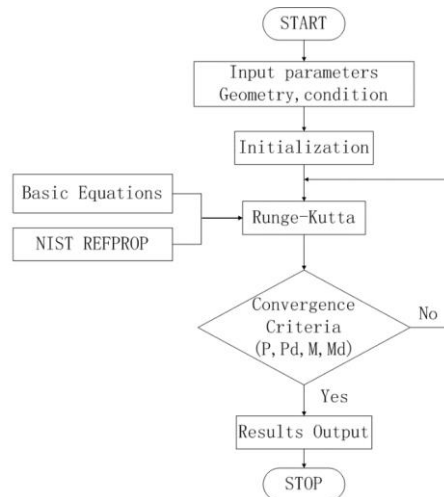 START
Input parameters
Geometry,condition
Initialization
Basic Equations
NIST REFPROP
Runge-Kutta
Convergence
Criteria
(P,Pd,M,Md)
No
Yes
Results Output
STOP